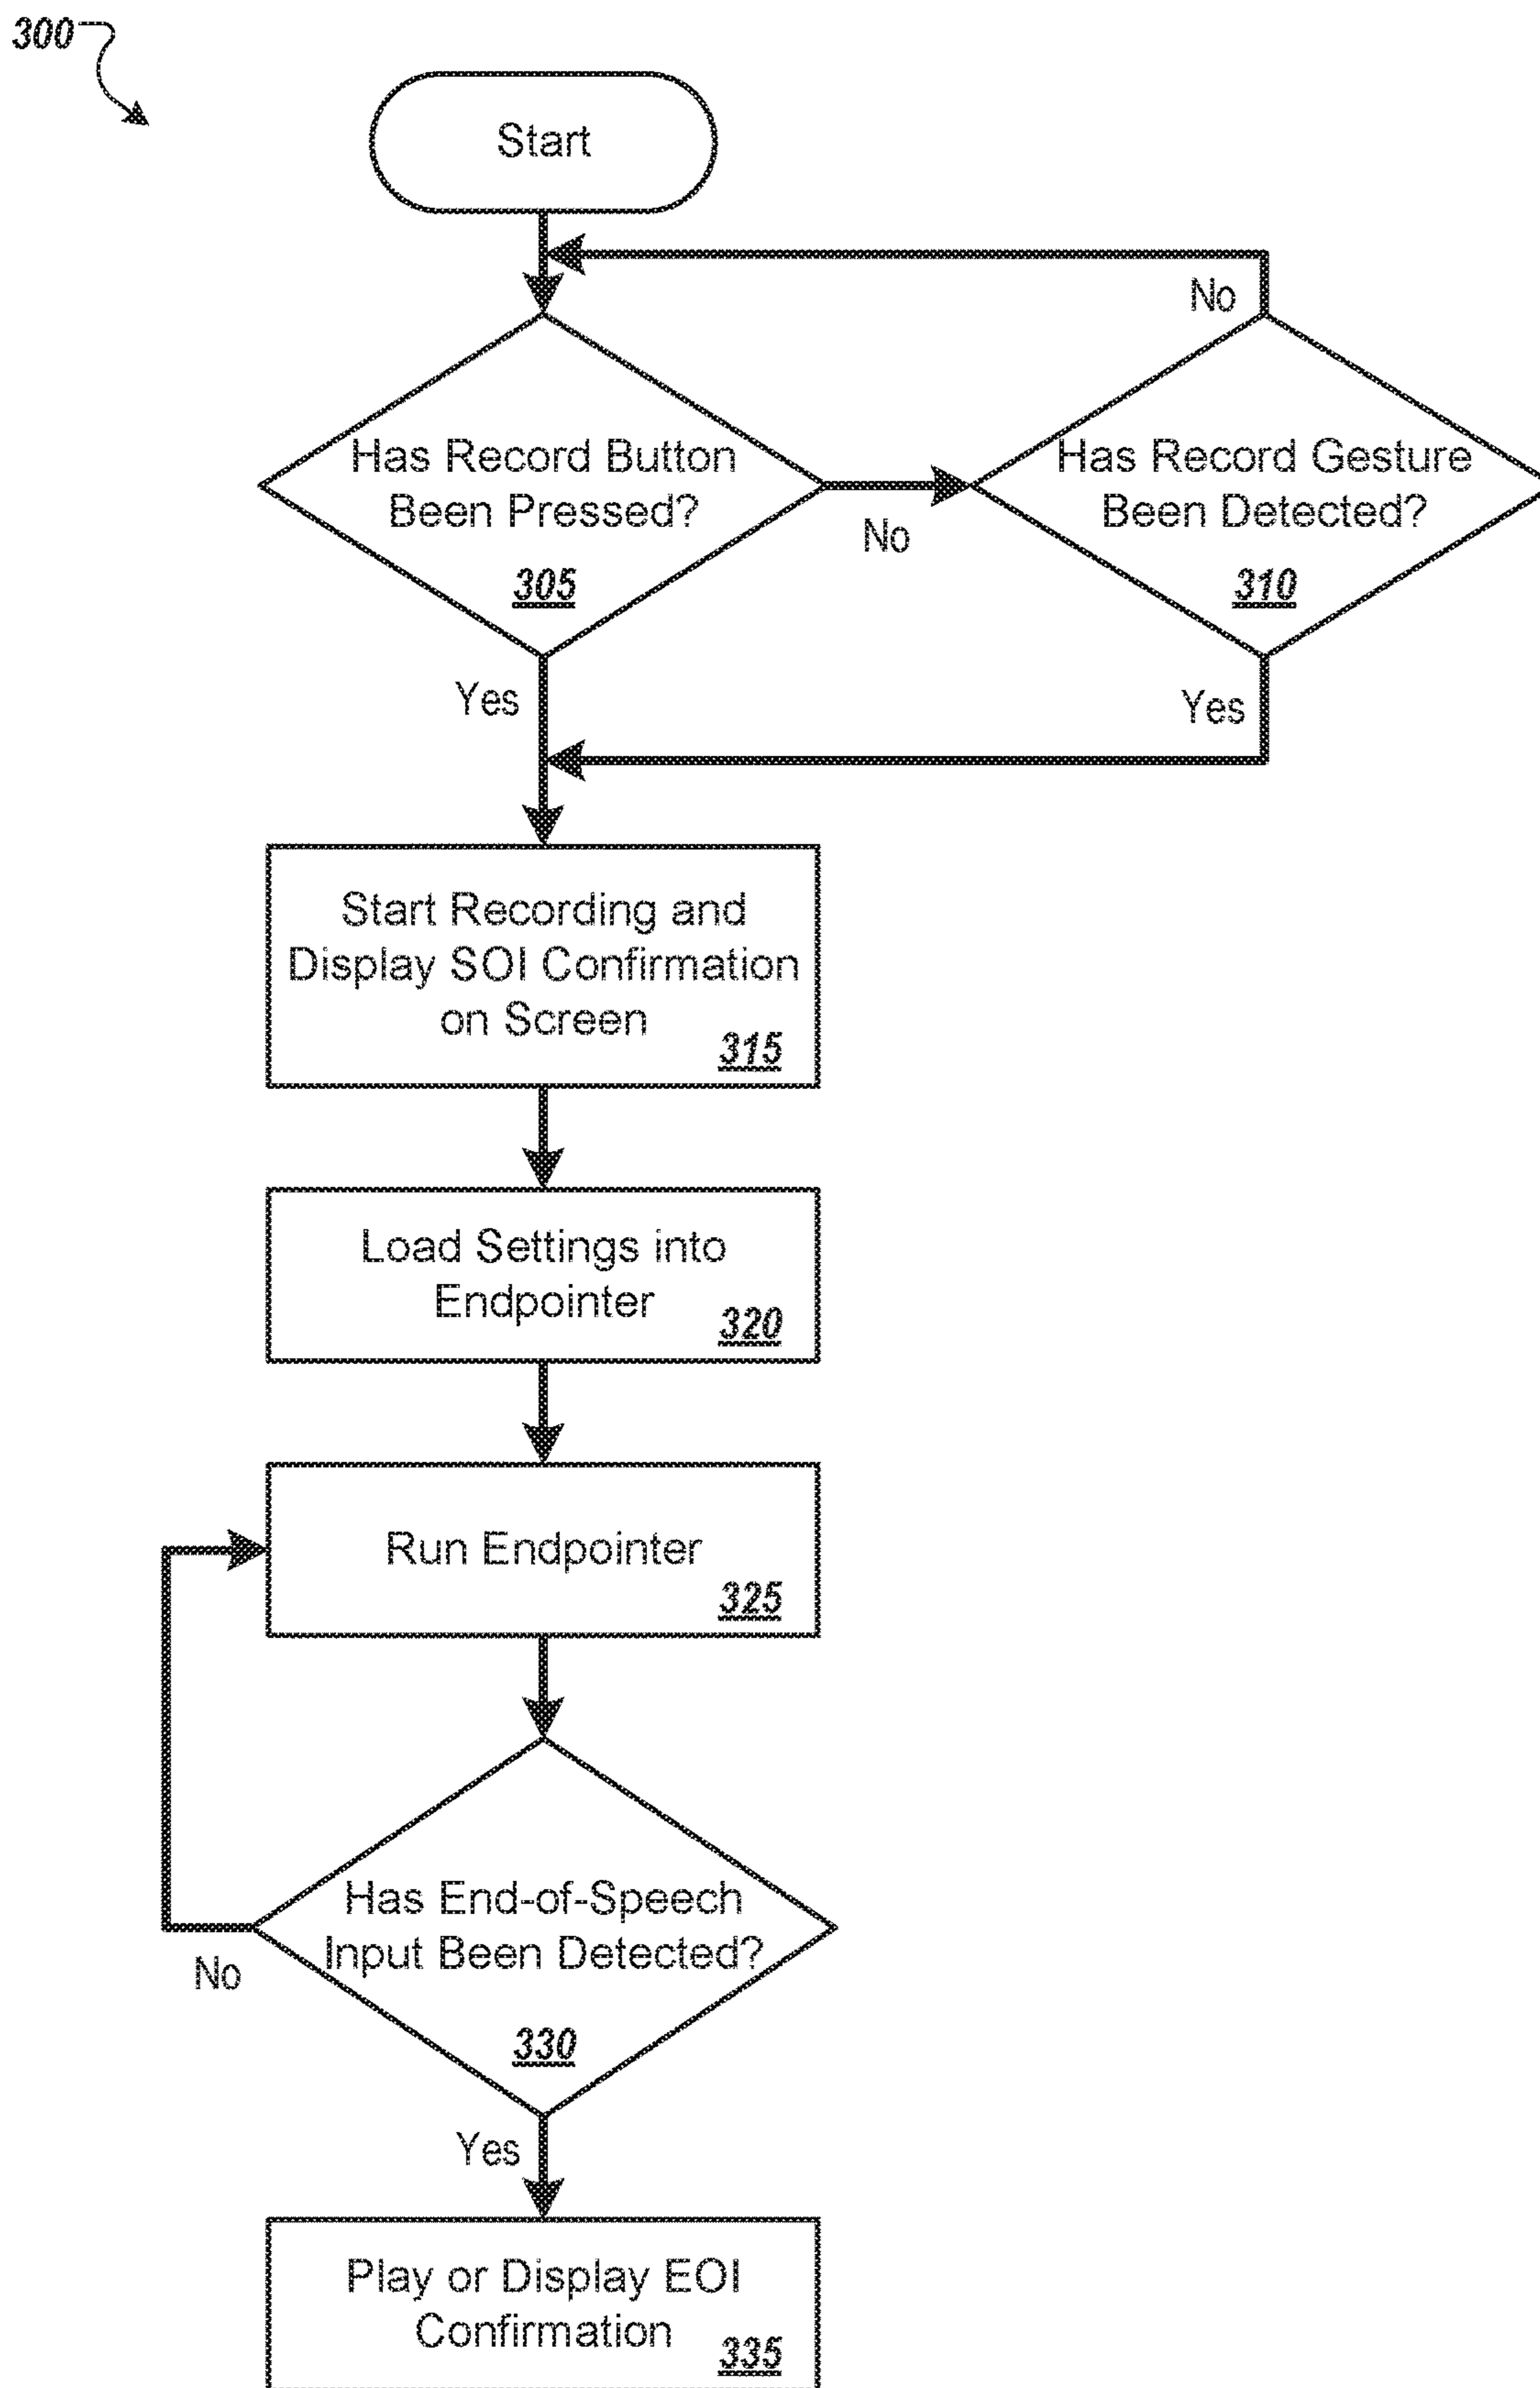 300
Start
No
Has Record Button
Been Pressed?
305
No
Has Record Gesture
Been Detected?
310
Yes
Yes
Start Recording and
Display SOI Confirmation
on Screen
315
Load Settings into
Endpointer
320
Run Endpointer
325
Has End-of-Speech
Input Been Detected?
330
No
Yes
Play or Display EOI
Confirmation
335